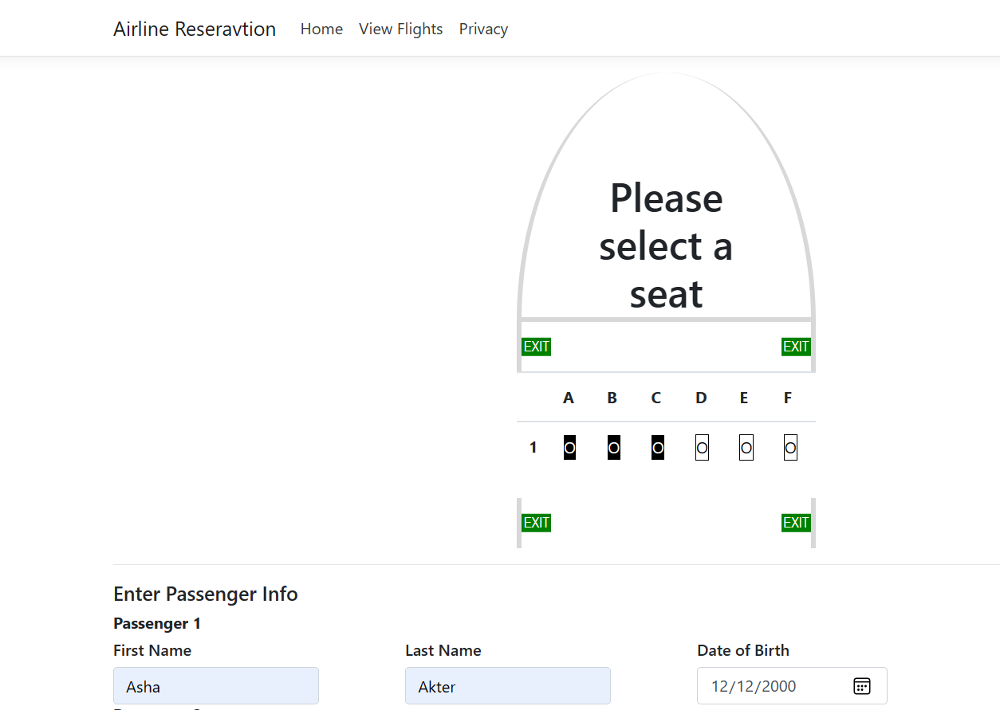 Airline Reseravtion Home View Flights Privacy
Please
select a
seat
EXIT EXIT
A B C D E F
1 O O O O O O
EXIT EXIT
Enter Passenger Info
Passenger 1
First Name Last Name Date of Birth
Asha Akter 12/12/2000